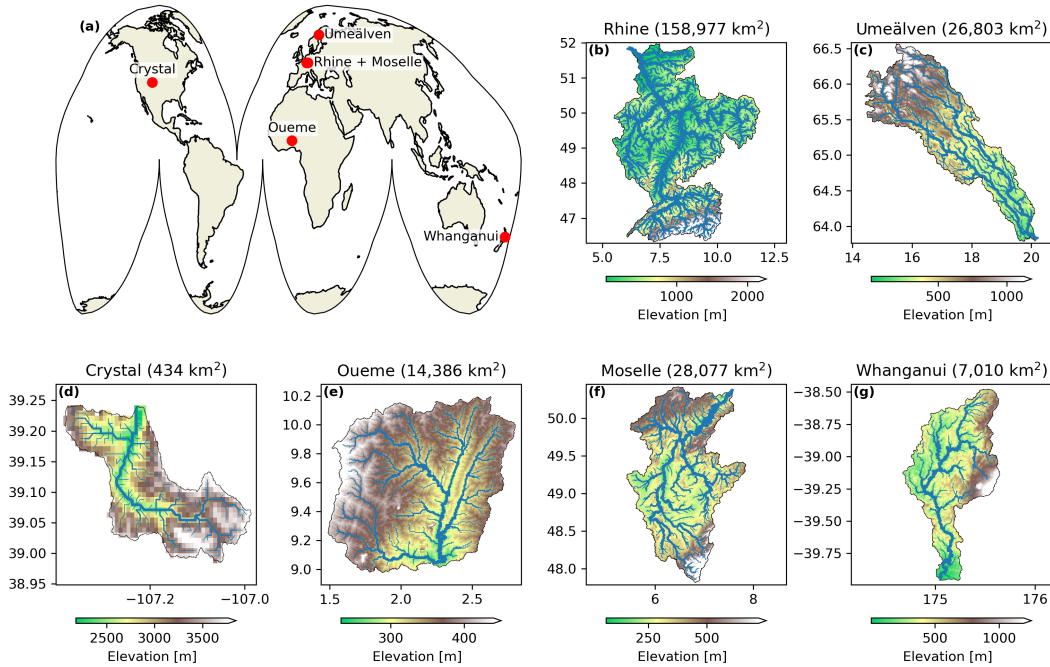 (a)
Umeälven
Rhine + Moselle
Crystal
Oueme
Whanganui
Rhine (158,977 km²)
(b)
52
51
50
49
48
47
5.0 7.5 10.0 12.5
1000 2000
Elevation [m]
Umeälven (26,803 km²)
(c)
66.5
66.0
65.5
65.0
64.5
64.0
14 16 18 20
500 1000
Elevation [m]
Crystal (434 km²)
(d)
39.25
39.20
39.15
39.10
39.05
39.00
38.95
−107.2 −107.0
2500 3000 3500
Elevation [m]
Oueme (14,386 km²)
(e)
10.2
10.0
9.8
9.6
9.4
9.2
9.0
1.5 2.0 2.5
300 400
Elevation [m]
Moselle (28,077 km²)
(f)
50.0
49.5
49.0
48.5
48.0
6 8
250 500
Elevation [m]
Whanganui (7,010 km²)
(g)
−38.50
−38.75
−39.00
−39.25
−39.50
−39.75
175 176
500 1000
Elevation [m]